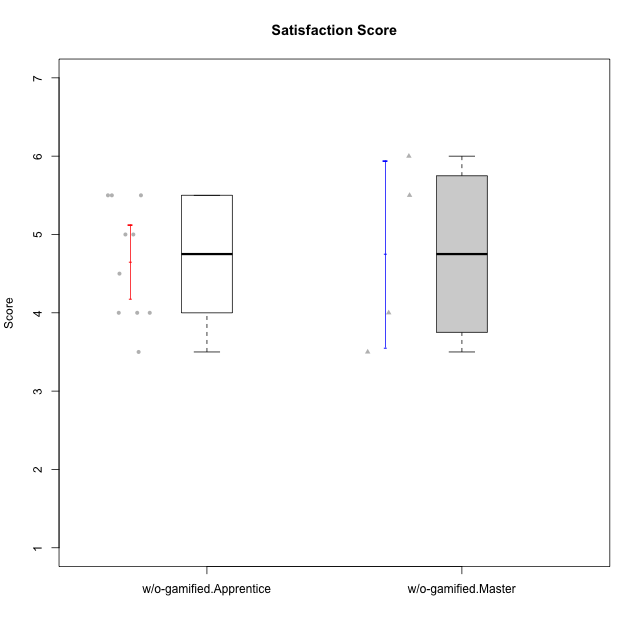 Satisfaction Score
7
6
5
4
3
2
1
Score
w/o-gamified.Apprentice
w/o-gamified.Master